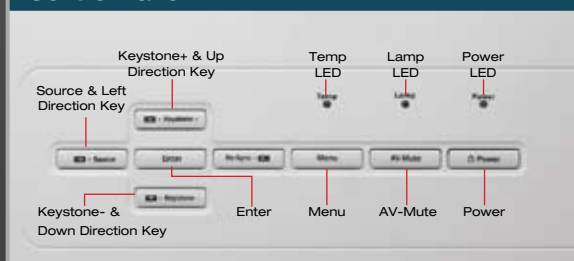 Keystone+ & Up
Direction Key
Temp
LED
Lamp
LED
Power
LED
Source & Left
Direction Key
Temp
Lamp
Power
Keystone +
Source
Enter
Re-Sync
Menu
AV-Mute
Power
Keystone
Keystone- &
Down Direction Key
Enter
Menu
AV-Mute
Power